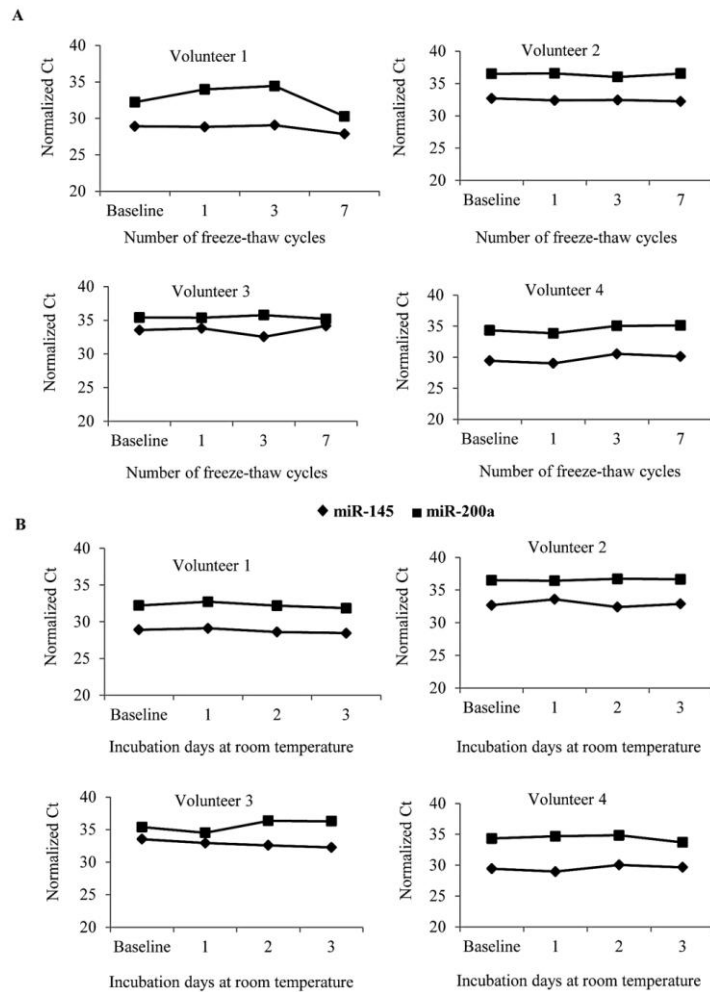 A
Volunteer 1
Normalized Ct
40
35
30
25
20
Baseline 1 3 7
Number of freeze-thaw cycles
Volunteer 2
Normalized Ct
40
35
30
25
20
Baseline 1 3 7
Number of freeze-thaw cycles
Volunteer 3
Normalized Ct
40
35
30
25
20
Baseline 1 3 7
Number of freeze-thaw cycles
Volunteer 4
Normalized Ct
40
35
30
25
20
Baseline 1 3 7
Number of freeze-thaw cycles
miR-145 miR-200a
B
Volunteer 1
Normalized Ct
40
35
30
25
20
Baseline 1 2 3
Incubation days at room temperature
Volunteer 2
Normalized Ct
40
35
30
25
20
Baseline 1 2 3
Incubation days at room temperature
Volunteer 3
Normalized Ct
40
35
30
25
20
Baseline 1 2 3
Incubation days at room temperature
Volunteer 4
Normalized Ct
40
35
30
25
20
Baseline 1 2 3
Incubation days at room temperature